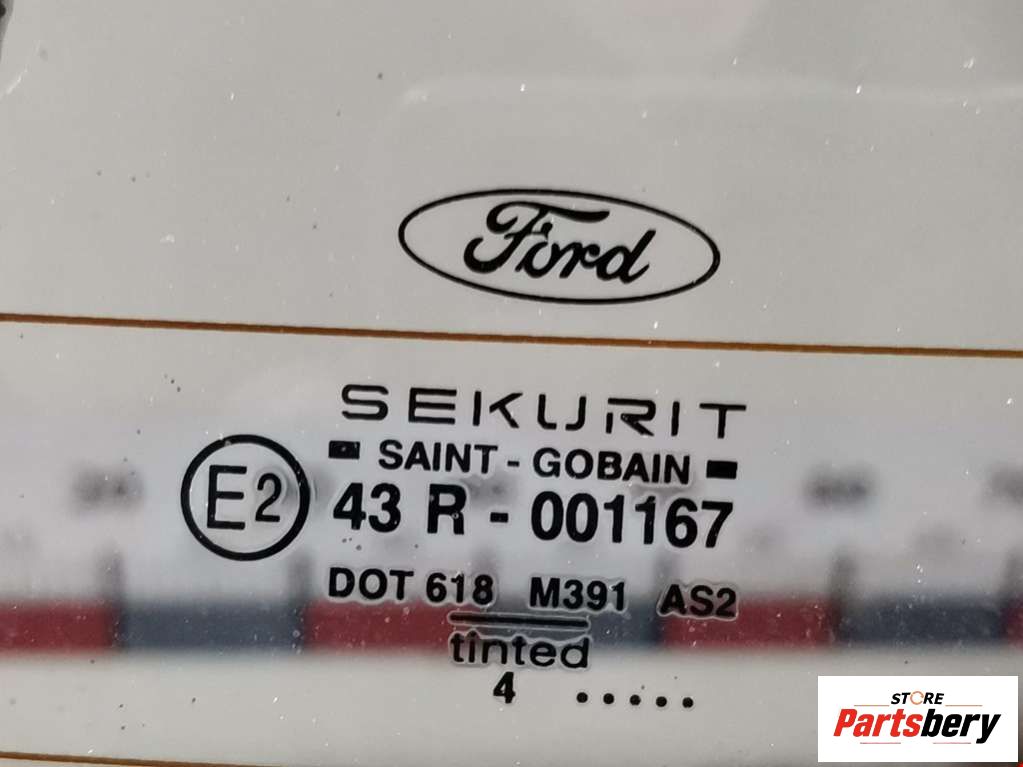 Ford
SEKURIT
SAINT - GOBAIN
E2 43 R - 001167
DOT 618 M391 AS2
tinted
4 .....
STORE
Partsbery